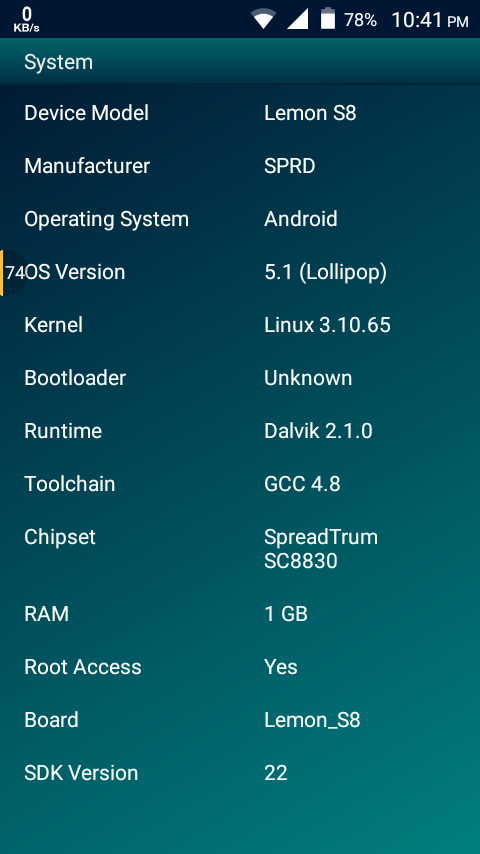 0
KB/s
78% 10:41 PM
System
Device Model Lemon S8
Manufacturer SPRD
Operating System Android
74
OS Version 5.1 (Lollipop)
Kernel Linux 3.10.65
Bootloader Unknown
Runtime Dalvik 2.1.0
Toolchain GCC 4.8
Chipset SpreadTrum
SC8830
RAM 1 GB
Root Access Yes
Board Lemon_S8
SDK Version 22